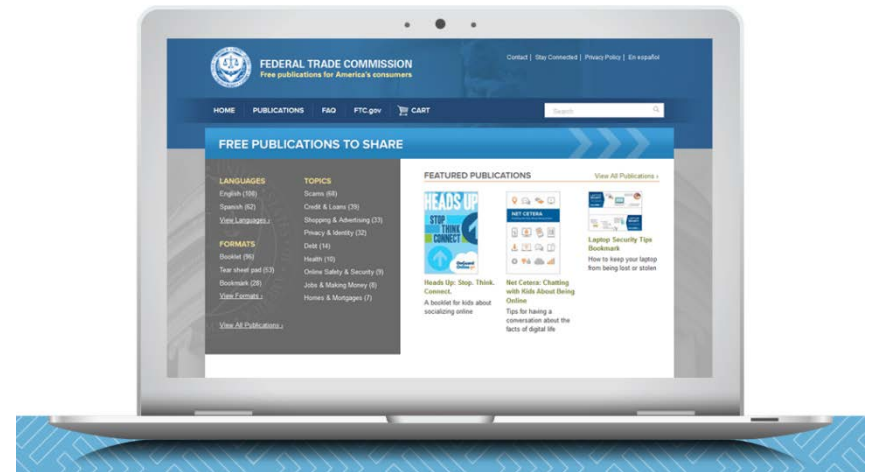 FEDERAL TRADE COMMISSION
Free publications for America's consumers
Contact | Stay Connected | Privacy Policy | En español
HOME PUBLICATIONS FAQ FTC.gov CART
Search
FREE PUBLICATIONS TO SHARE
LANGUAGES
English (108)
Spanish (62)
View Languages ›
FORMATS
Booklet (96)
Tear sheet pad (53)
Bookmark (28)
View Formats ›
View All Publications ›
TOPICS
Scams (68)
Credit & Loans (39)
Shopping & Advertising (33)
Privacy & Identity (32)
Debt (14)
Health (10)
Online Safety & Security (9)
Jobs & Making Money (8)
Homes & Mortgages (7)
FEATURED PUBLICATIONS
View All Publications ›
HEADS UP
STOP
THINK
CONNECT
OnGuard
Online
Heads Up: Stop. Think.
Connect.
A booklet for kids about
socializing online
NET CETERA
Net Cetera: Chatting
with Kids About Being
Online
Tips for having a
conversation about the
facts of digital life
Laptop Security Tips
Bookmark
How to keep your laptop
from being lost or stolen